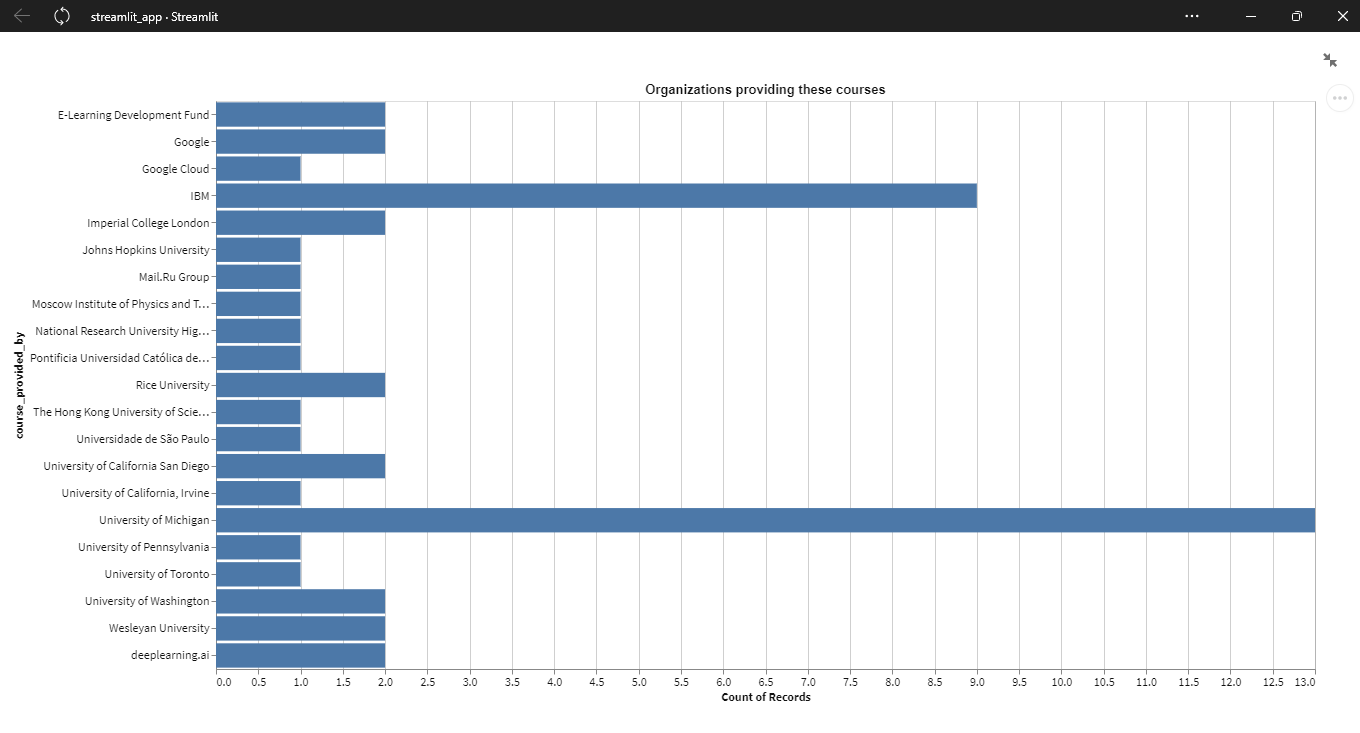 streamlit_app · Streamlit
Organizations providing these courses
E-Learning Development Fund
Google
Google Cloud
IBM
Imperial College London
Johns Hopkins University
Mail.Ru Group
Moscow Institute of Physics and T...
National Research University Hig...
Pontificia Universidad Católica de...
Rice University
The Hong Kong University of Scie...
Universidade de São Paulo
University of California San Diego
University of California, Irvine
University of Michigan
University of Pennsylvania
University of Toronto
University of Washington
Wesleyan University
deeplearning.ai
course_provided_by
0.0 0.5 1.0 1.5 2.0 2.5 3.0 3.5 4.0 4.5 5.0 5.5 6.0 6.5 7.0 7.5 8.0 8.5 9.0 9.5 10.0 10.5 11.0 11.5 12.0 12.5 13.0
Count of Records